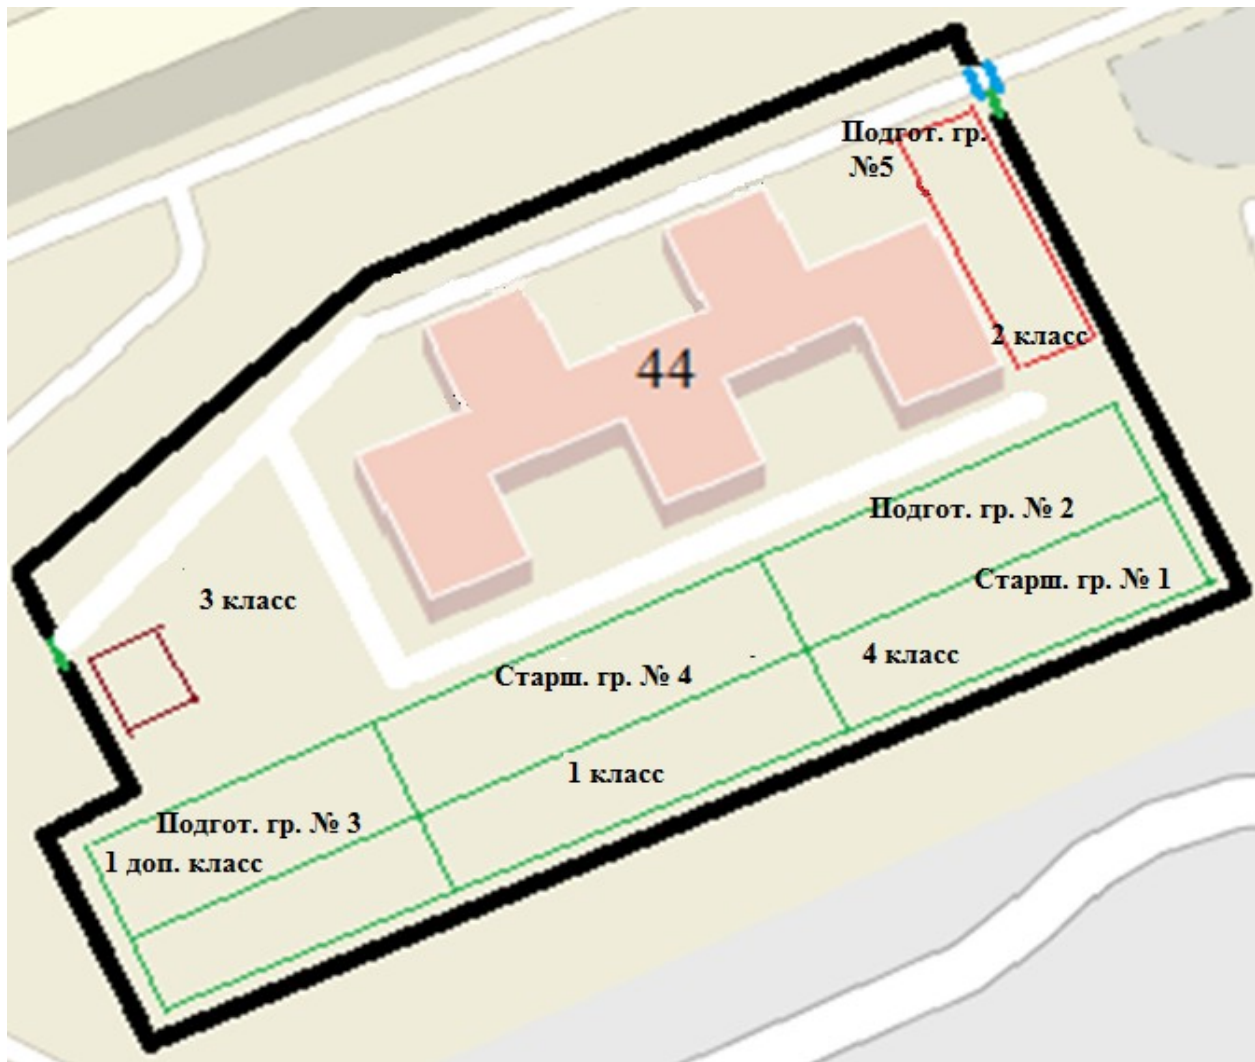 Подгот. гр.
№5
2 класс
44
Подгот. гр. № 2
Старш. гр. № 1
3 класс
4 класс
Старш. гр. № 4
1 класс
Подгот. гр. № 3
1 доп. класс